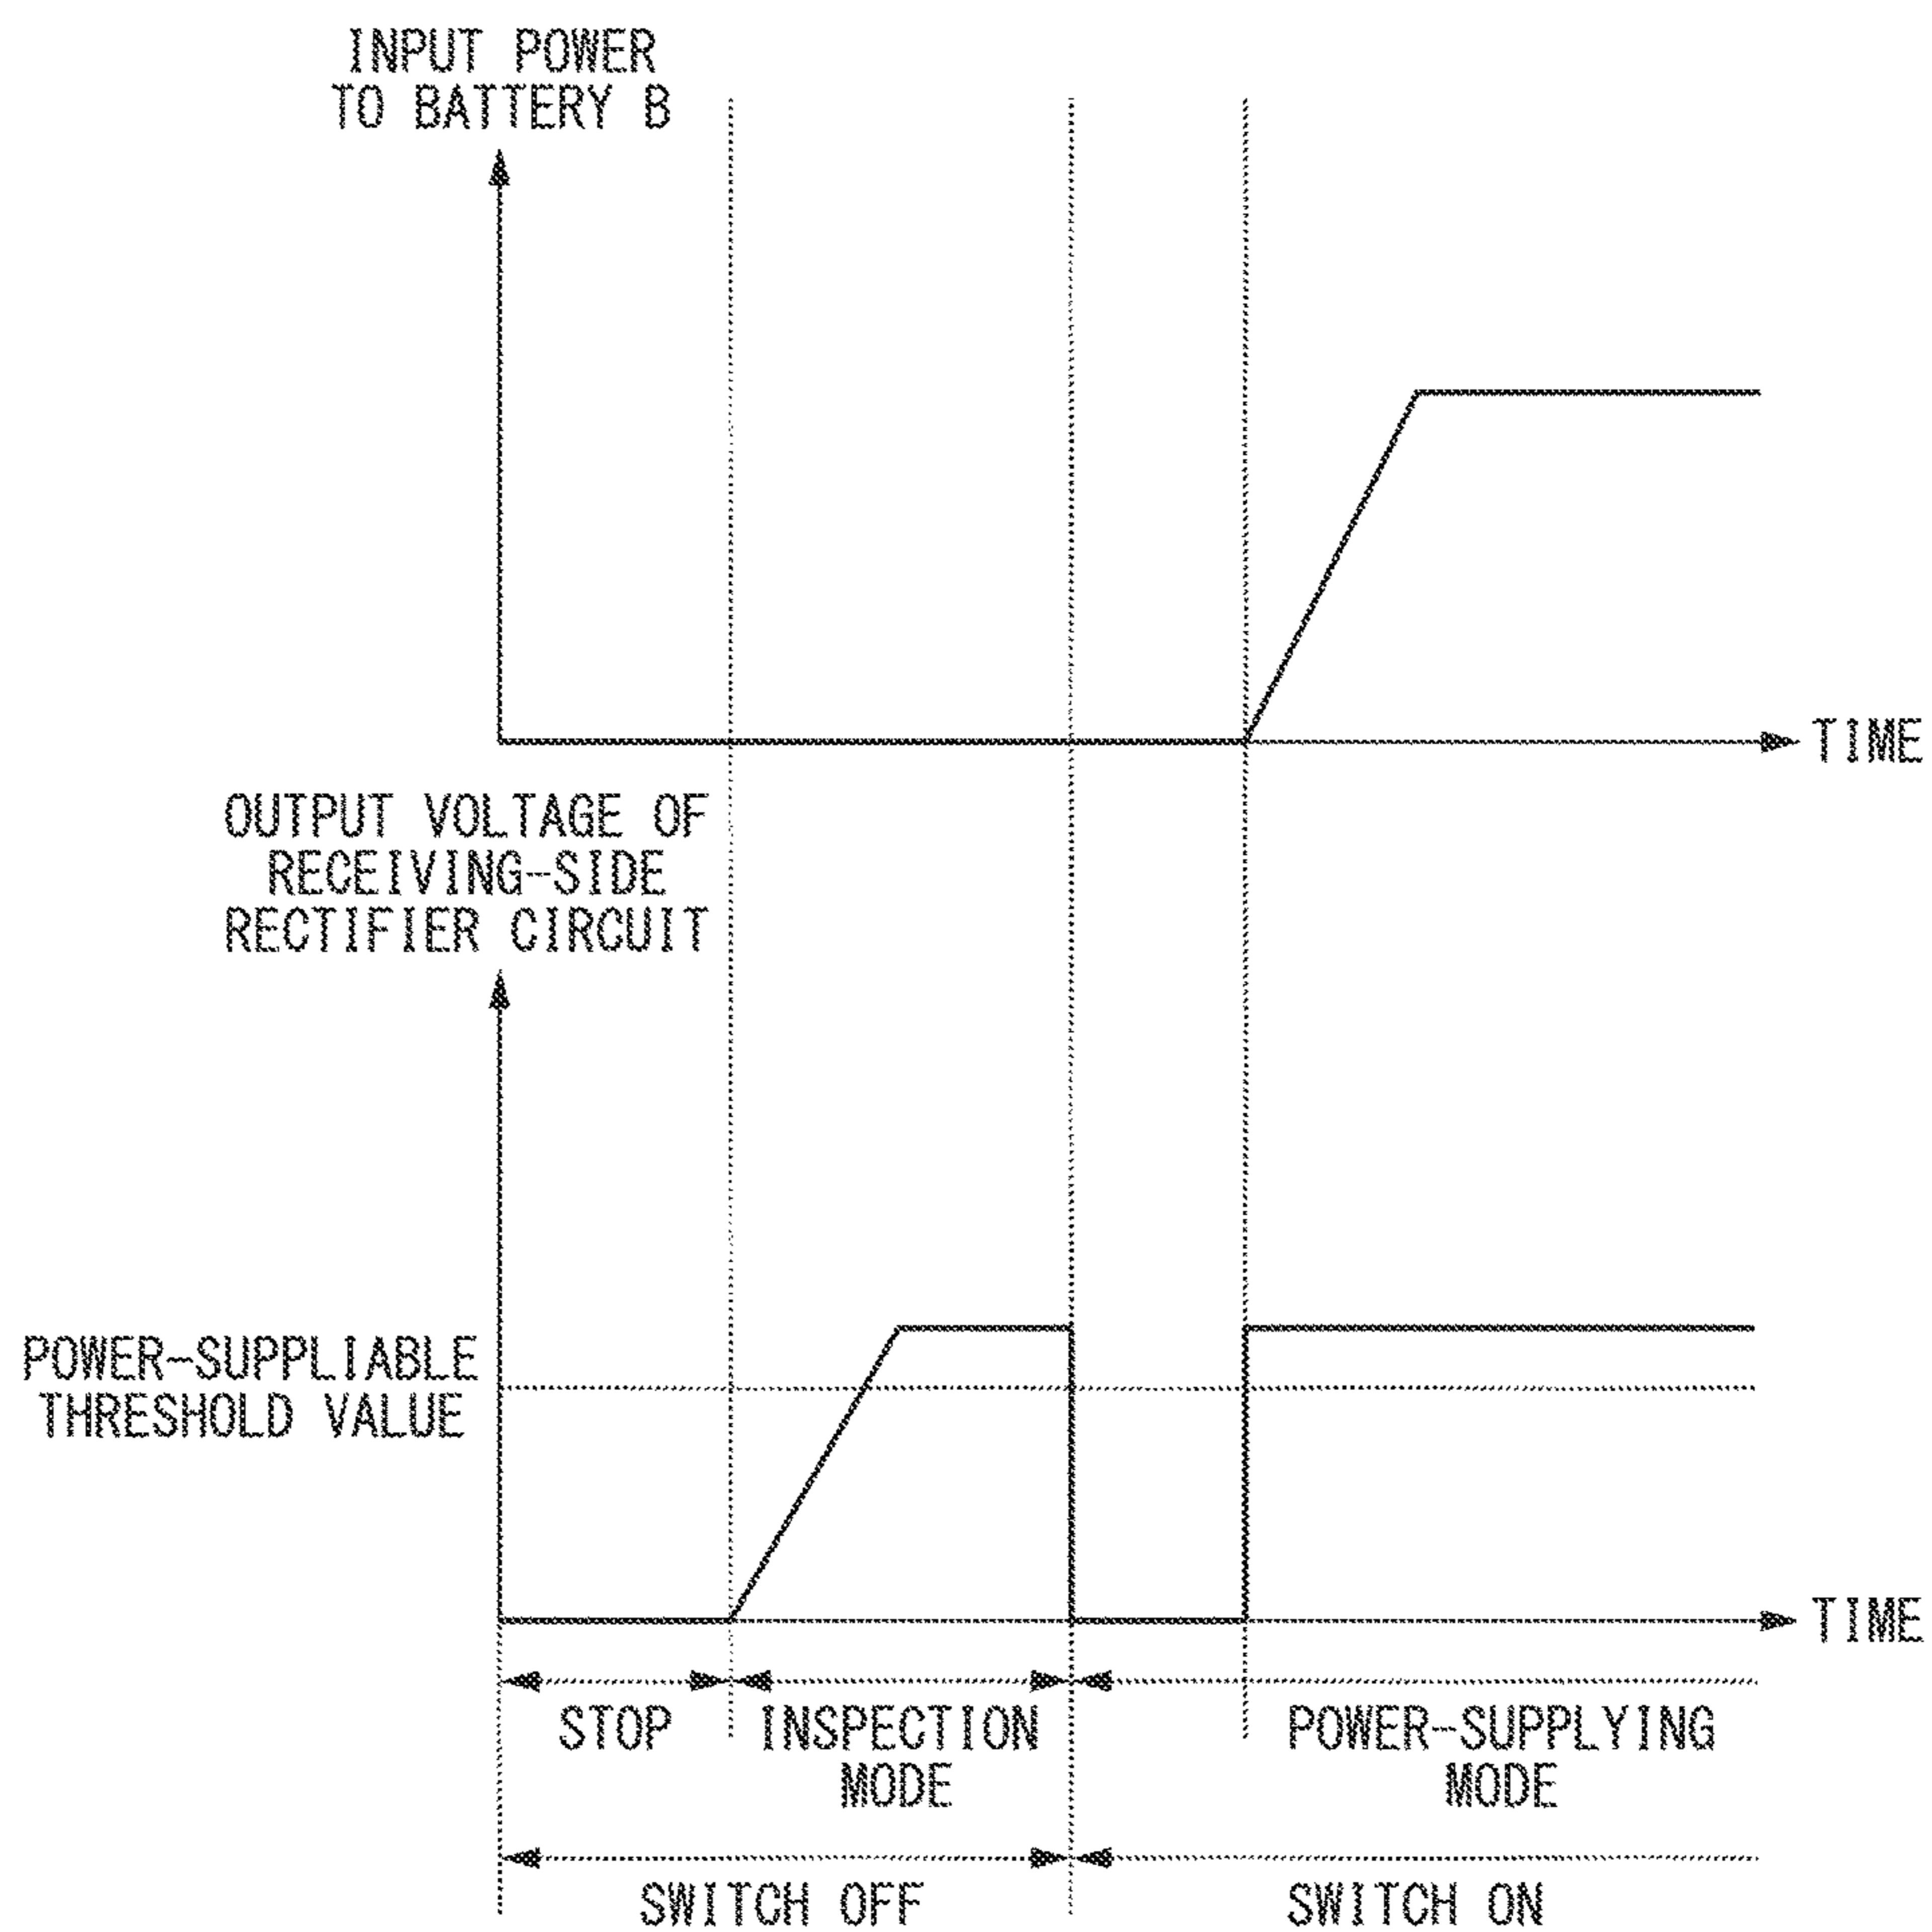 INPUT POWER
TO BATTERY B
TIME
OUTPUT VOLTAGE OF
RECEIVING-SIDE
RECTIFIER CIRCUIT
POWER-SUPPLIABLE
THRESHOLD VALUE
TIME
STOP
INSPECTION
MODE
POWER-SUPPLYING
MODE
SWITCH OFF
SWITCH ON